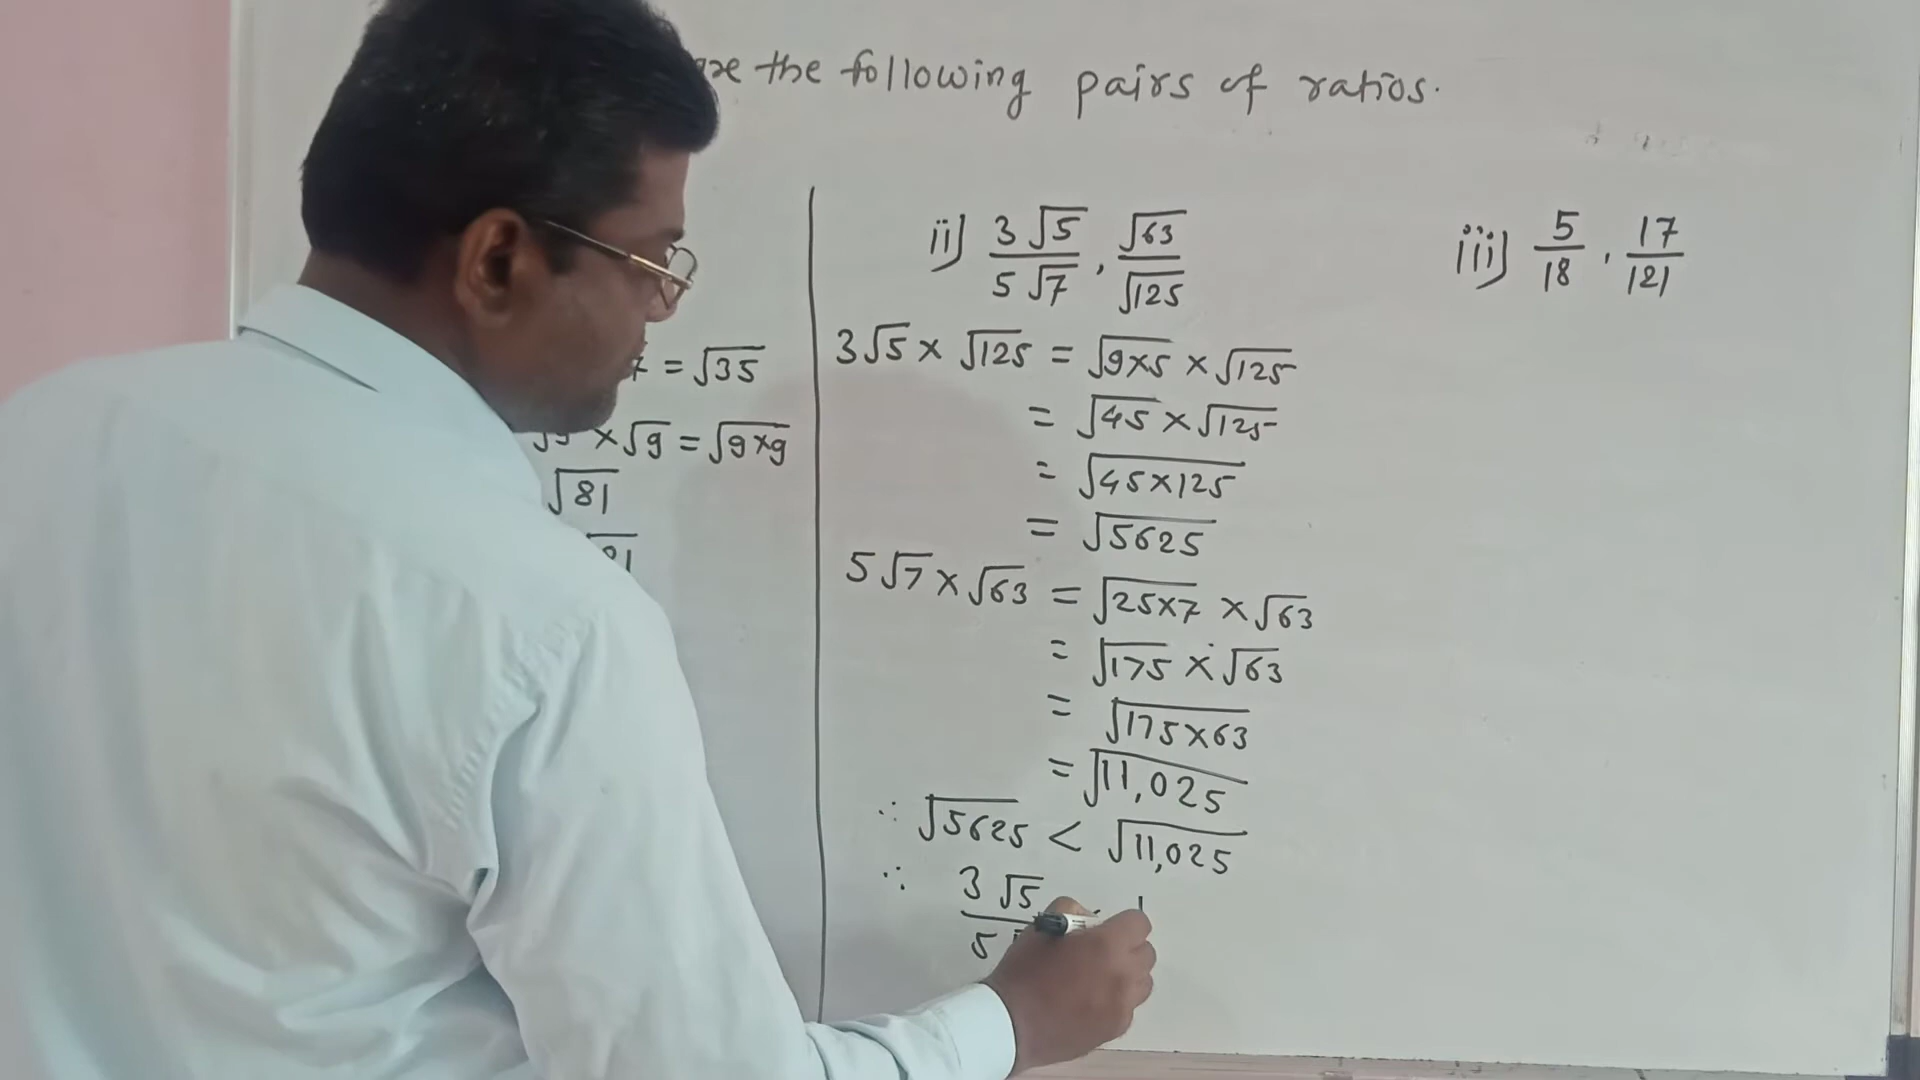 the following pairs of ratios.
= √35
× √9 = √9×9
√81
ii) 3√5/5√7 , √63/√125
3√5 × √125 = √9×5 × √125
= √45 × √125
= √45×125
= √5625
5√7 × √63 = √25×7 × √63
= √175 × √63
= √175×63
= √11,025
∴ √5625 < √11,025
∴ 3√5/5
iii) 5/18 , 17/121